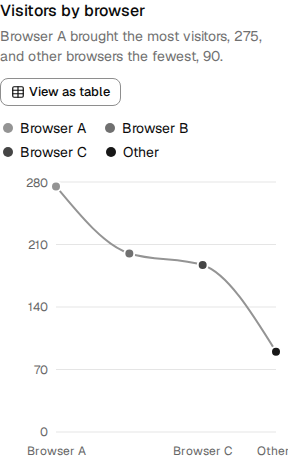 Visitors by browser
Browser A brought the most visitors, 275,
and other browsers the fewest, 90.
View as table
Browser A
Browser B
Browser C
Other
280
210
140
70
0
Browser A
Browser C
Other